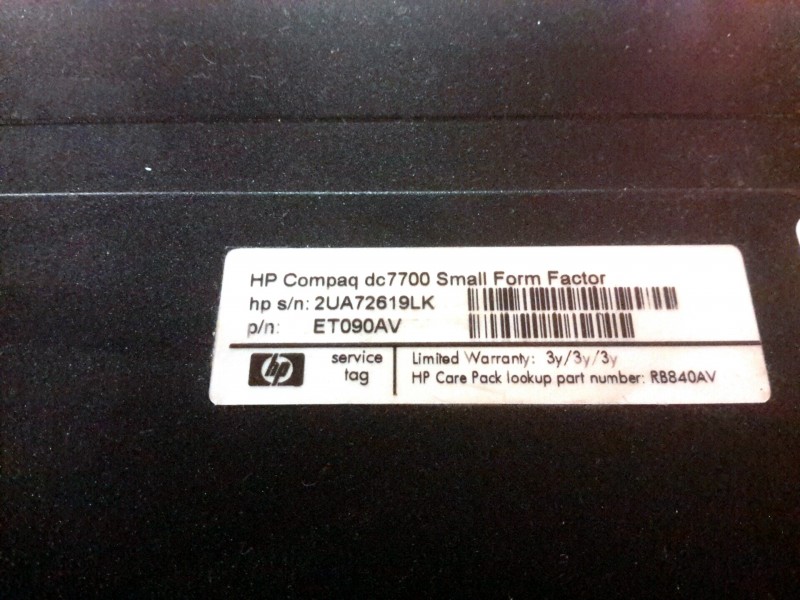 HP Compaq dc7700 Small Form Factor
hp s/n: 2UA72619LK
p/n: ET090AV
hp
service tag
Limited Warranty: 3y/3y/3y
HP Care Pack lookup part number: RB840AV